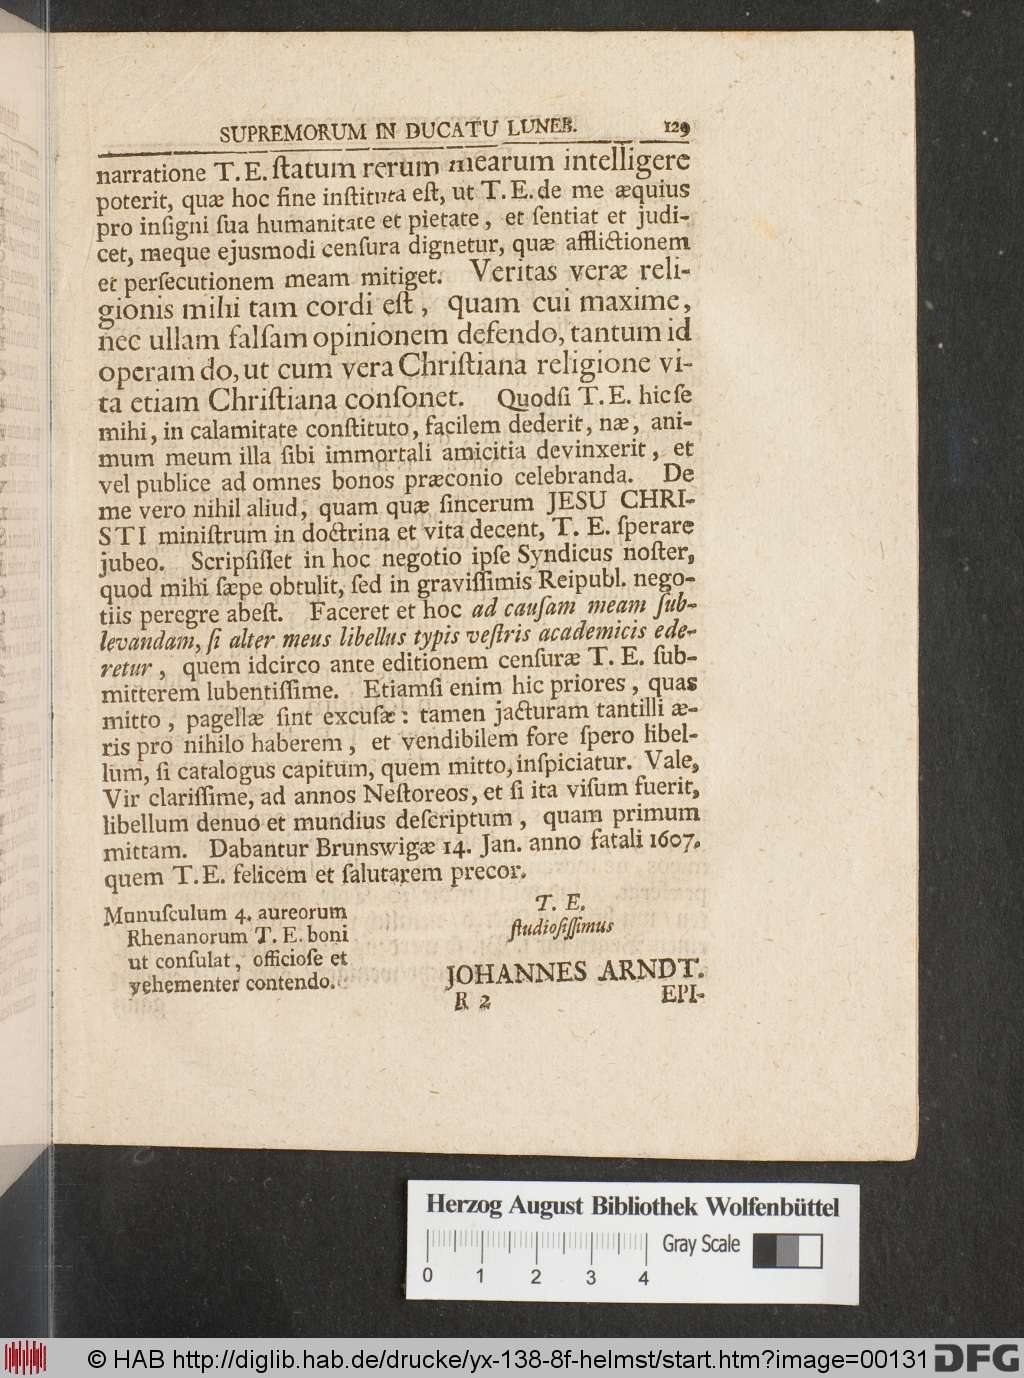 SUPREMORUM IN DUCATU LUNEB. 129
narratione T. E. ſtatum rerum mearum intelligere
poterit, quæ hoc fine inſtituta eſt, ut T. E. de me æquius
pro inſigni ſua humanitate et pietate, et ſentiat et judi-
cet, meque ejusmodi cenſura dignetur, quæ afflictionem
et perſecutionem meam mitiget. Veritas veræ reli-
gionis mihi tam cordi eſt, quam cui maxime,
nec ullam falſam opinionem defendo, tantum id
operam do, ut cum vera Chriſtiana religione vi-
ta etiam Chriſtiana conſonet. Quodſi T. E. hic ſe
mihi, in calamitate conſtituto, facilem dederit, næ, ani-
mum meum illa ſibi immortali amicitia devinxerit, et
vel publice ad omnes bonos præconio celebranda. De
me vero nihil aliud, quam quæ ſincerum JESU CHRI-
STI miniſtrum in doctrina et vita decent, T. E. ſperare
jubeo. Scripſiſſet in hoc negotio ipſe Syndicus noſter,
quod mihi ſæpe obtulit, ſed in graviſſimis Reipubl. nego-
tiis peregre abeſt. Faceret et hoc ad cauſam meam ſub-
levandam, ſi alter meus libellus typis veſtris academicis ede-
retur, quem idcirco ante editionem cenſuræ T. E. ſub-
mitterem lubentiſſime. Etiamſi enim hic priores, quas
mitto, pagellæ ſint excuſæ: tamen jacturam tantilli æ-
ris pro nihilo haberem, et vendibilem fore ſpero libel-
lum, ſi catalogus capitum, quem mitto, inſpiciatur. Vale,
Vir clariſſime, ad annos Neſtoreos, et ſi ita viſum fuerit,
libellum denuo et mundius deſcriptum, quam primum
mittam. Dabantur Brunswigæ 14. Jan. anno fatali 1607.
quem T. E. felicem et ſalutarem precor.
Munuſculum 4. aureorum
Rhenanorum T. E. boni
ut conſulat, officioſe et
vehementer contendo.
T. E.
ſtudioſiſſimus
JOHANNES ARNDT.
R 2 EPI-
Herzog August Bibliothek Wolfenbüttel
Gray Scale
0 1 2 3 4
© HAB http://diglib.hab.de/drucke/yx-138-8f-helmst/start.htm?image=00131 DFG